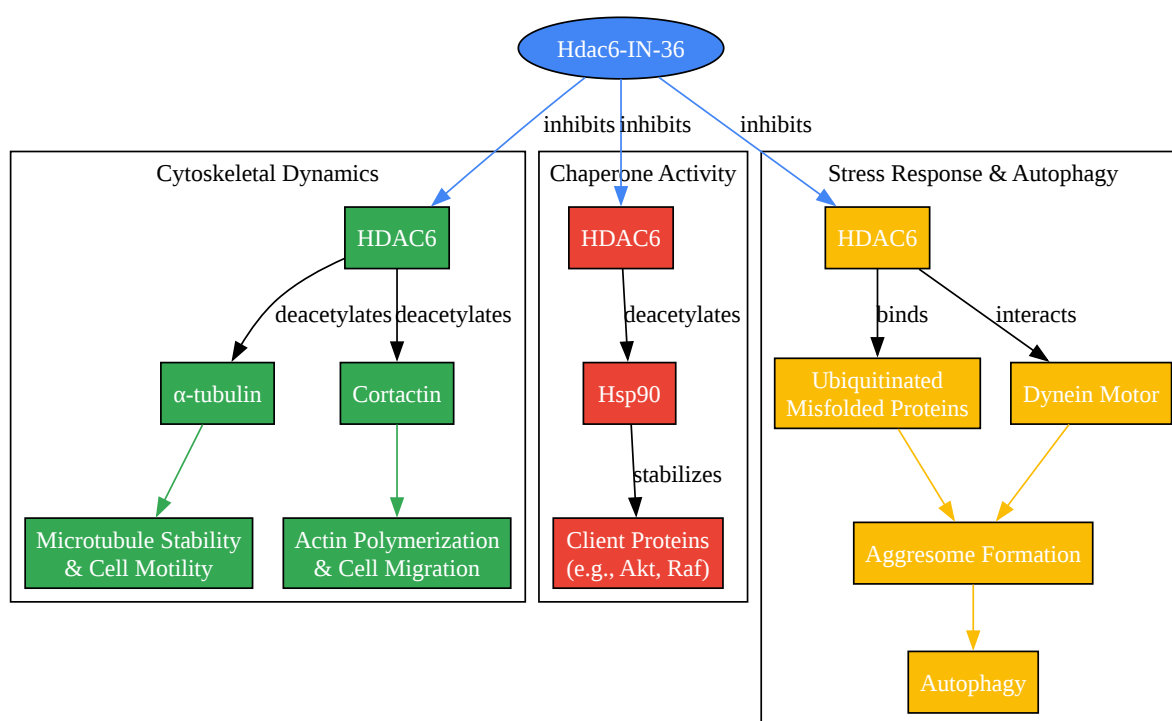 Hdac6-IN-36
inhibits
inhibits
inhibits
Cytoskeletal Dynamics
Chaperone Activity
Stress Response & Autophagy
HDAC6
HDAC6
HDAC6
deacetylates
deacetylates
deacetylates
binds
interacts
α-tubulin
Cortactin
Hsp90
Ubiquitinated
Misfolded Proteins
Dynein Motor
stabilizes
Microtubule Stability
& Cell Motility
Actin Polymerization
& Cell Migration
Client Proteins
(e.g., Akt, Raf)
Aggresome Formation
Autophagy